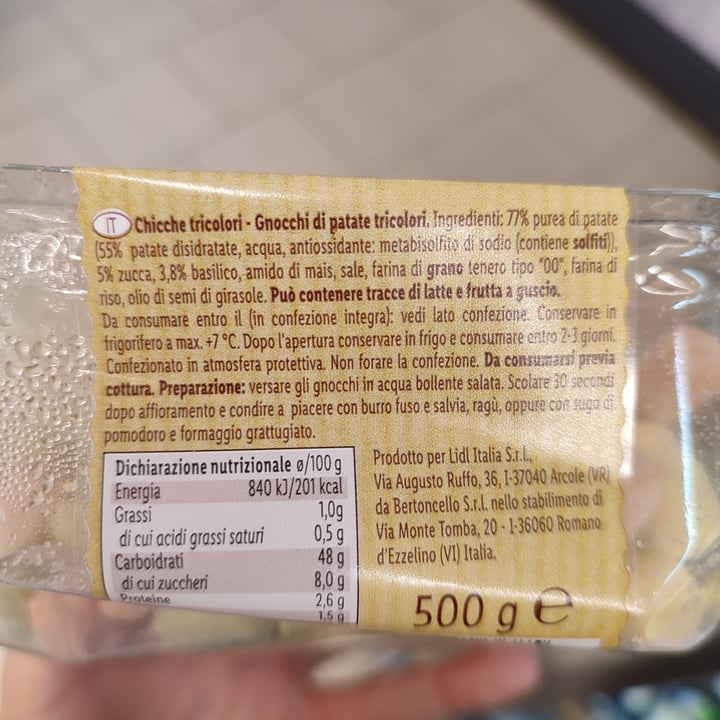 IT Chicche tricolori - Gnocchi di patate tricolori. Ingredienti: 77% purea di patate
(55% patate disidratate, acqua, antiossidante: metabisolfito di sodio (contiene solfiti)),
5% zucca, 3,8% basilico, amido di mais, sale, farina di grano tenero tipo "00", farina di
riso, olio di semi di girasole. Può contenere tracce di latte e frutta a guscio.
Da consumare entro il (in confezione integra): vedi lato confezione. Conservare in
frigorifero a max. +7 °C. Dopo l'apertura conservare in frigo e consumare entro 2-3 giorni.
Confezionato in atmosfera protettiva. Non forare la confezione. Da consumarsi previa
cottura. Preparazione: versare gli gnocchi in acqua bollente salata. Scolare 30 secondi
dopo affioramento e condire a piacere con burro fuso e salvia, ragù, oppure con sugo di
pomodoro e formaggio grattugiato.
Dichiarazione nutrizionale ø/100 g
Energia 840 kJ/201 kcal
Grassi 1,0g
di cui acidi grassi saturi 0,5 g
Carboidrati 48 g
di cui zuccheri 8,0 g
Proteine 2,6 g
1,5 g
Prodotto per Lidl Italia S.r.l.,
Via Augusto Ruffo, 36, I-37040 Arcole (VR)
da Bertoncello S.r.l. nello stabilimento di
Via Monte Tomba, 20 - I-36060 Romano
d'Ezzelino (VI) Italia.
500 g e